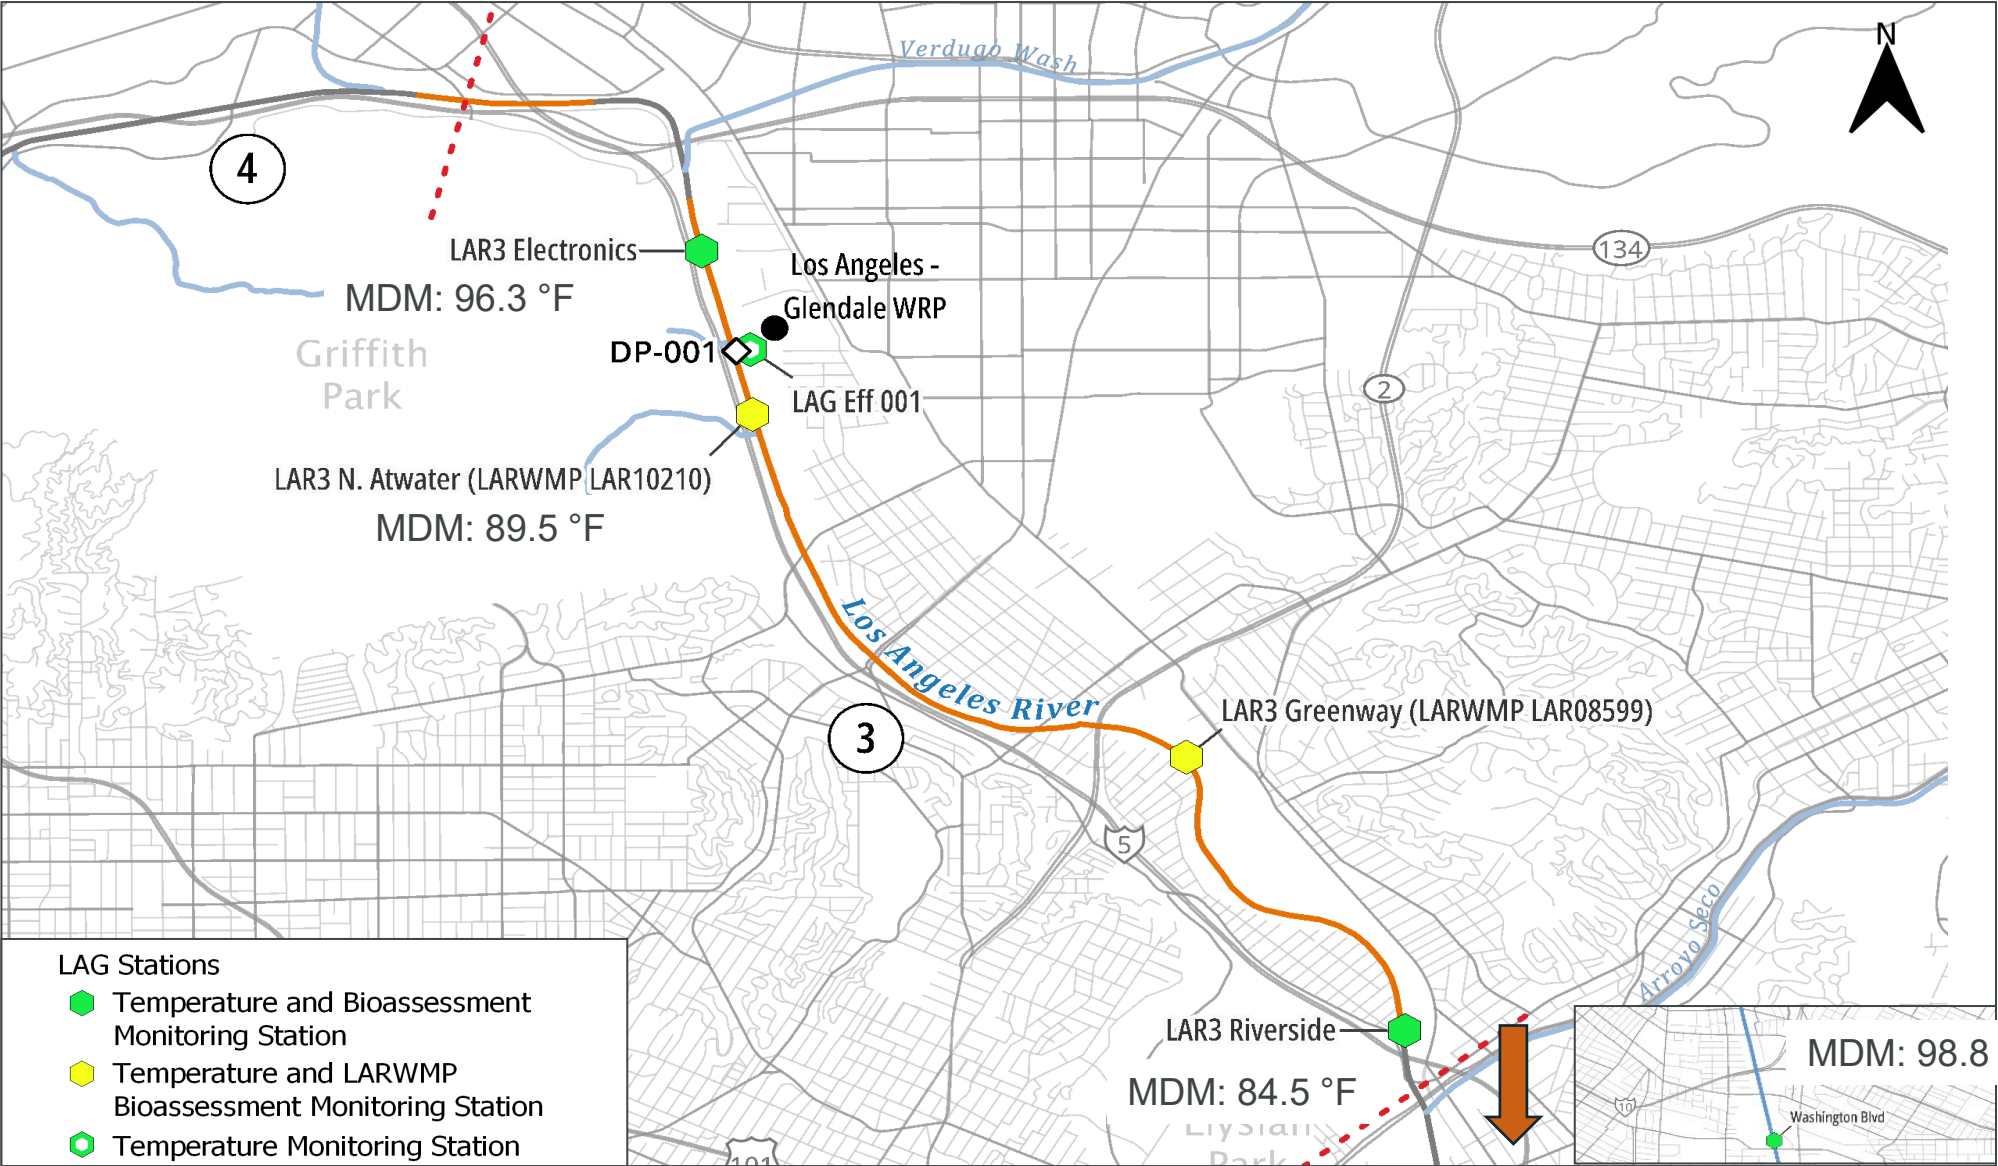 Verdugo Wash
N
4
134
LAR3 Electronics
MDM: 96.3 °F
Los Angeles -
Glendale WRP
Griffith
Park
DP-001
LAG Eff 001
2
LAR3 N. Atwater (LARWMP LAR10210)
MDM: 89.5 °F
Los Angeles River
3
LAR3 Greenway (LARWMP LAR08599)
5
Arroyo Seco
LAR3 Riverside
MDM: 84.5 °F
Elysian
Park
101
MDM: 98.8
10
Washington Blvd
LAG Stations
Temperature and Bioassessment
Monitoring Station
Temperature and LARWMP
Bioassessment Monitoring Station
Temperature Monitoring Station